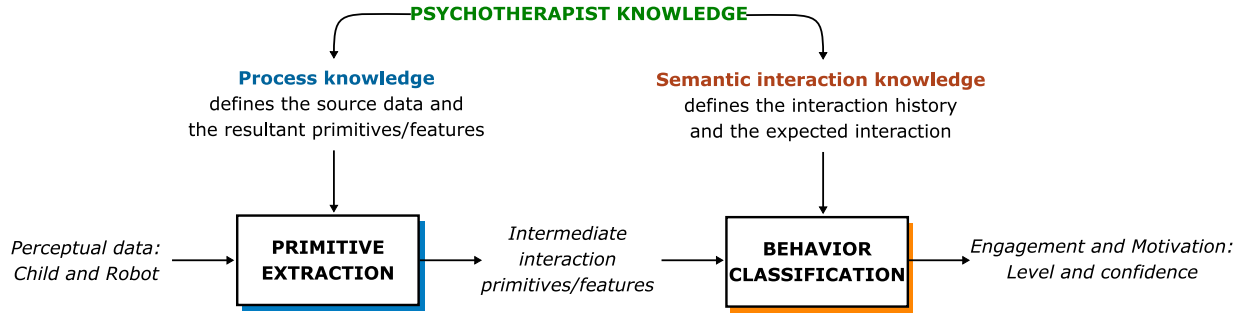 PSYCHOTHERAPIST KNOWLEDGE
Process knowledge
defines the source data and
the resultant primitives/features
Semantic interaction knowledge
defines the interaction history
and the expected interaction
Perceptual data:
Child and Robot
PRIMITIVE
EXTRACTION
Intermediate
interaction
primitives/features
BEHAVIOR
CLASSIFICATION
Engagement and Motivation:
Level and confidence